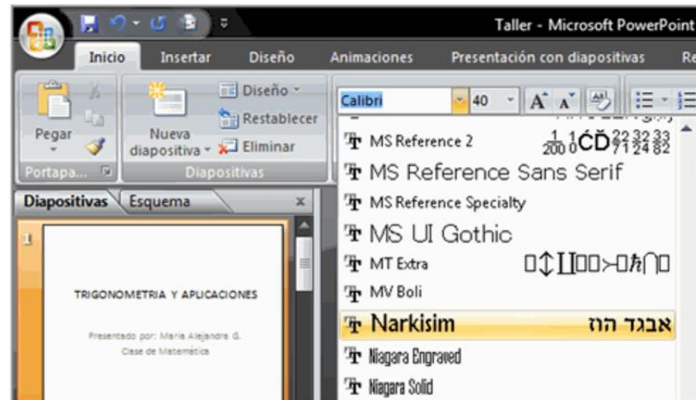 Taller - Microsoft PowerPoint
Inicio Insertar Diseño Animaciones Presentación con diapositivas
Pegar
Portapa...
Nueva diapositiva
Diseño
Restablecer
Eliminar
Diapositivas
Calibri 40
Diapositivas Esquema x
1
TRIGONOMETRIA Y APLICACIONES
Presentado por: María Alejandra G.
Clase de Matemática
MS Reference 2
MS Reference Sans Serif
MS Reference Specialty
MS UI Gothic
MT Extra
MV Boli
Narkisim אבגד הוז
Niagara Engraved
Niagara Solid